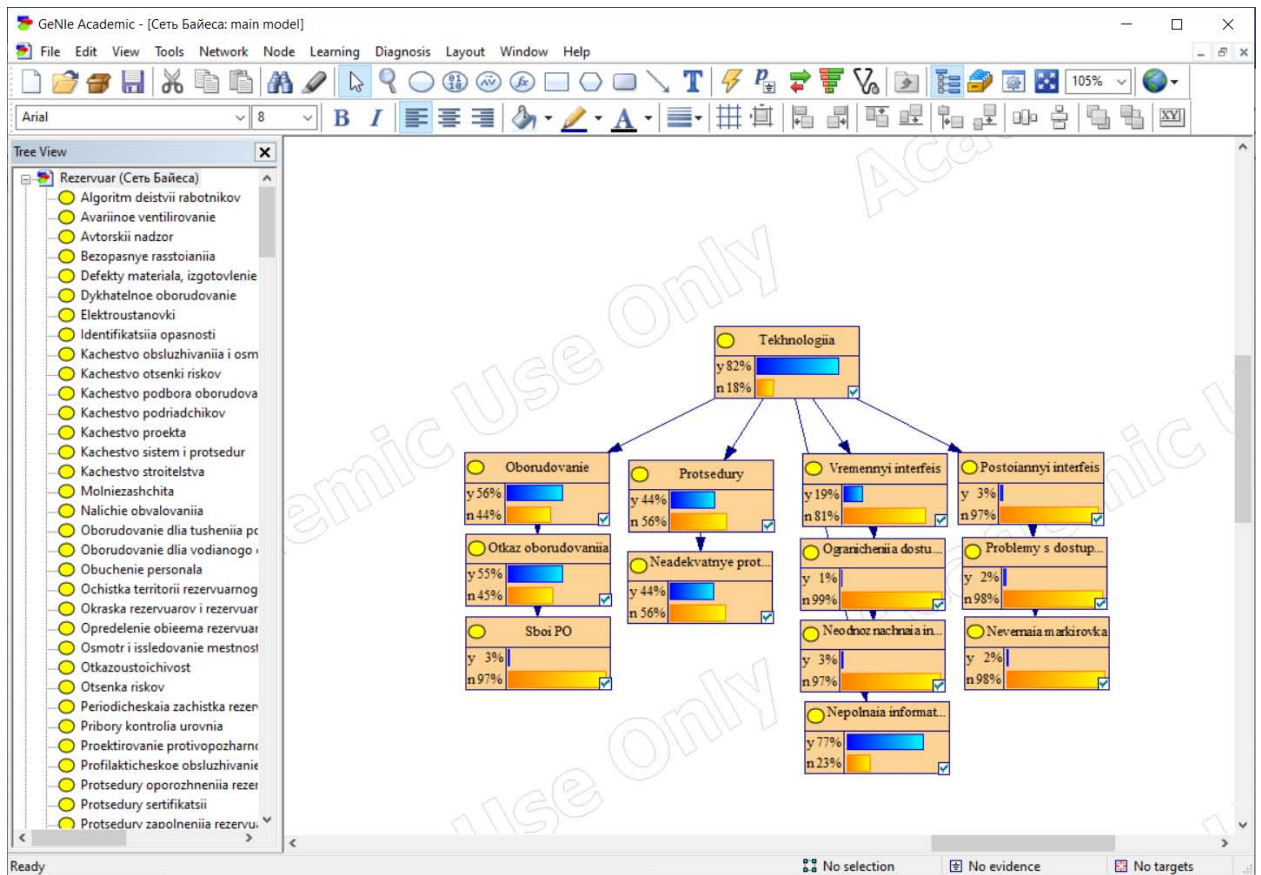 GeNIe Academic - [Сеть Байеса: main model]
File Edit View Tools Network Node Learning Diagnosis Layout Window Help
105%
Arial 8 B I A XY
Tree View
Rezervuar (Сеть Байеса)
Algoritm deistvii rabotnikov
Avariinoe ventilirovanie
Avtorskii nadzor
Bezopasnye rasstoianiia
Defekty materiala, izgotovlenie
Dykhatelnoe oborudovanie
Elektroustanovki
Identifikatsiia opasnosti
Kachestvo obsluzhivaniia i osm
Kachestvo otsenki riskov
Kachestvo podbora oborudova
Kachestvo podriadchikov
Kachestvo proekta
Kachestvo sistem i protsedur
Kachestvo stroitelstva
Molniezashchita
Nalichie obvalovaniia
Oborudovanie dlia tusheniia po
Oborudovanie dlia vodianogo
Obuchenie personala
Ochistka territorii rezervuarnog
Okraska rezervuarov i rezervuar
Opredelenie obieema rezervuar
Osmotr i issledovanie mestnost
Otkazoustoichivost
Otsenka riskov
Periodicheskaia zachistka rezer
Pribory kontrolia urovnia
Proektirovanie protivopozharno
Profilakticheskoe obsluzhivanie
Protsedury oporozhneniia rezer
Protsedury sertifikatsii
Protsedury zapolneniia rezervu
Tekhnologiia
y 82%
n 18%
Oborudovanie
y 56%
n 44%
Otkaz oborudovaniia
y 55%
n 45%
Sboi PO
y 3%
n 97%
Protsedury
y 44%
n 56%
Neadekvatnye prot...
y 44%
n 56%
Vremennyi interfeis
y 19%
n 81%
Ogranicheniia dostu...
y 1%
n 99%
Neodnoznachnaia in...
y 3%
n 97%
Nepolnaia informat...
y 77%
n 23%
Postoiannyi interfeis
y 3%
n 97%
Problemy s dostup...
y 2%
n 98%
Nevernaia markirovka
y 2%
n 98%
Academic Use Only
Ready No selection No evidence No targets